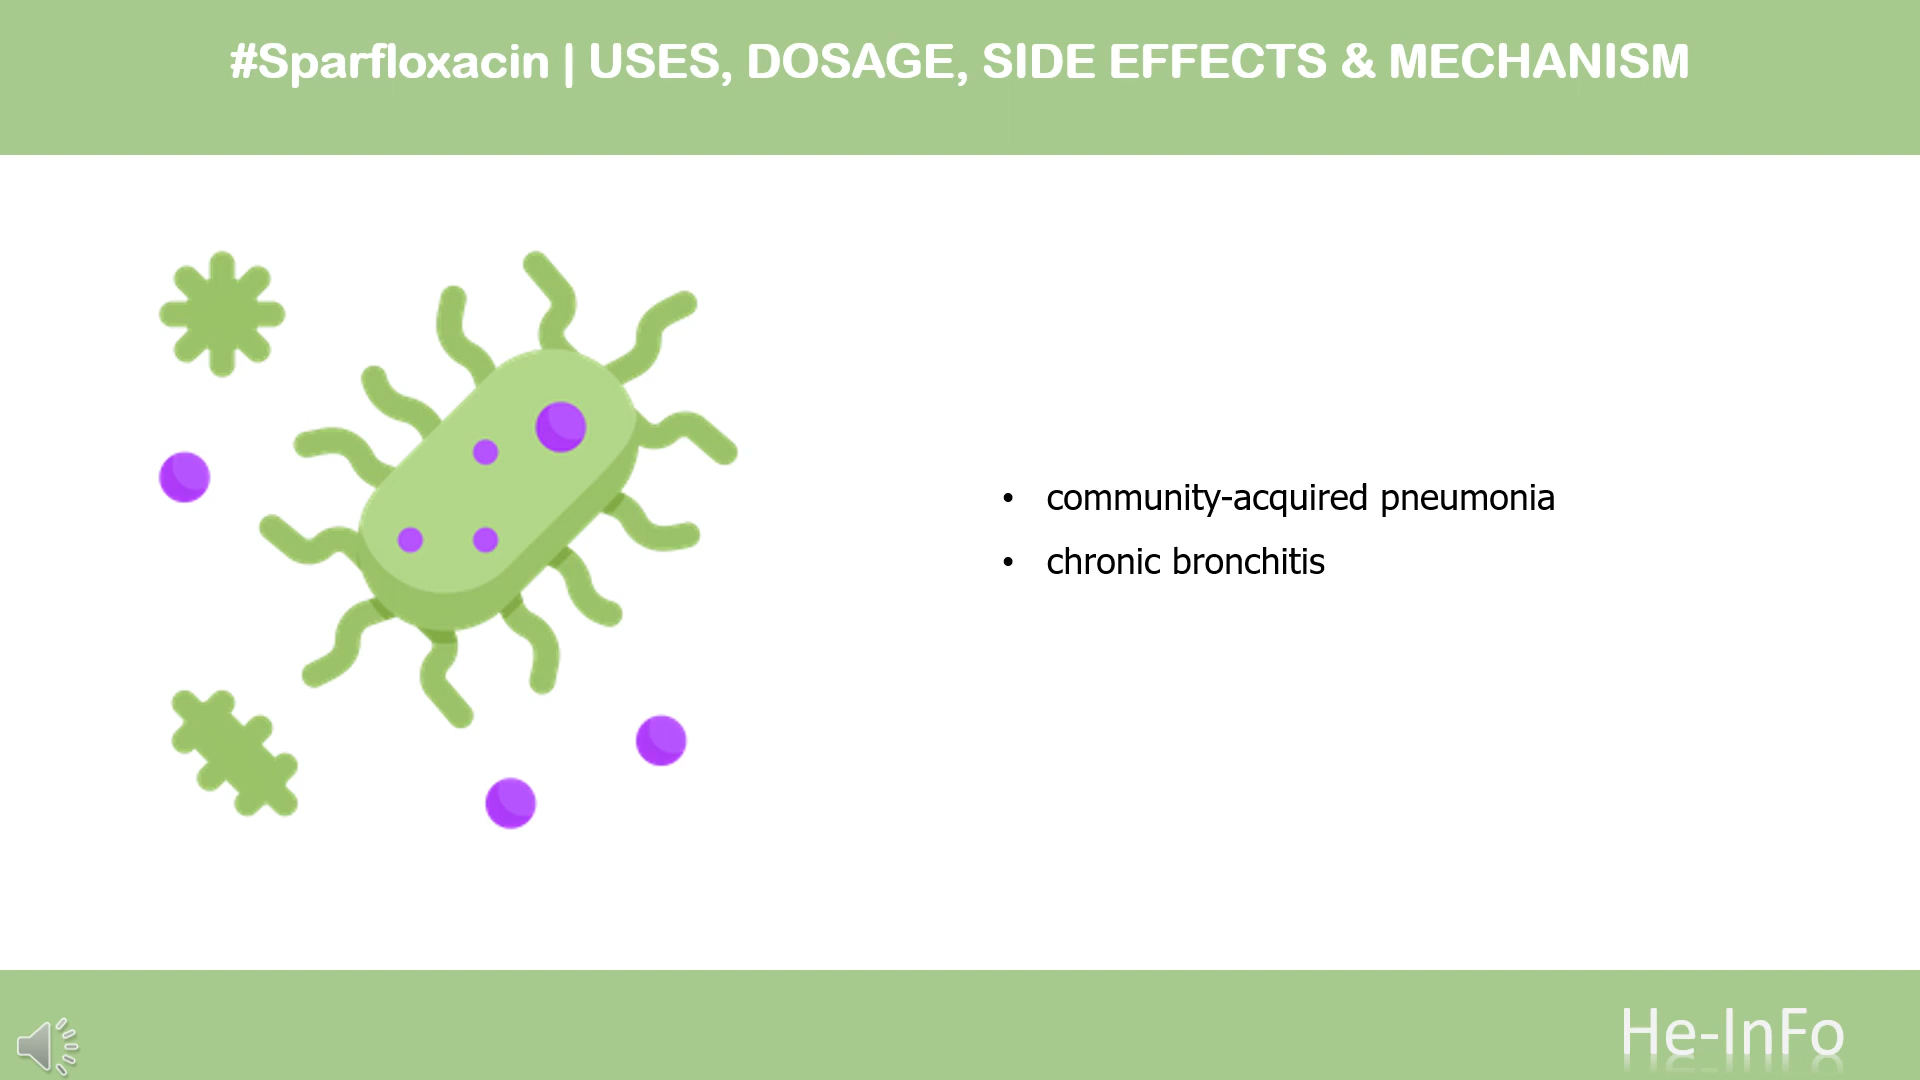 #Sparfloxacin | USES, DOSAGE, SIDE EFFECTS & MECHANISM
• community-acquired pneumonia
• chronic bronchitis
He-InFo